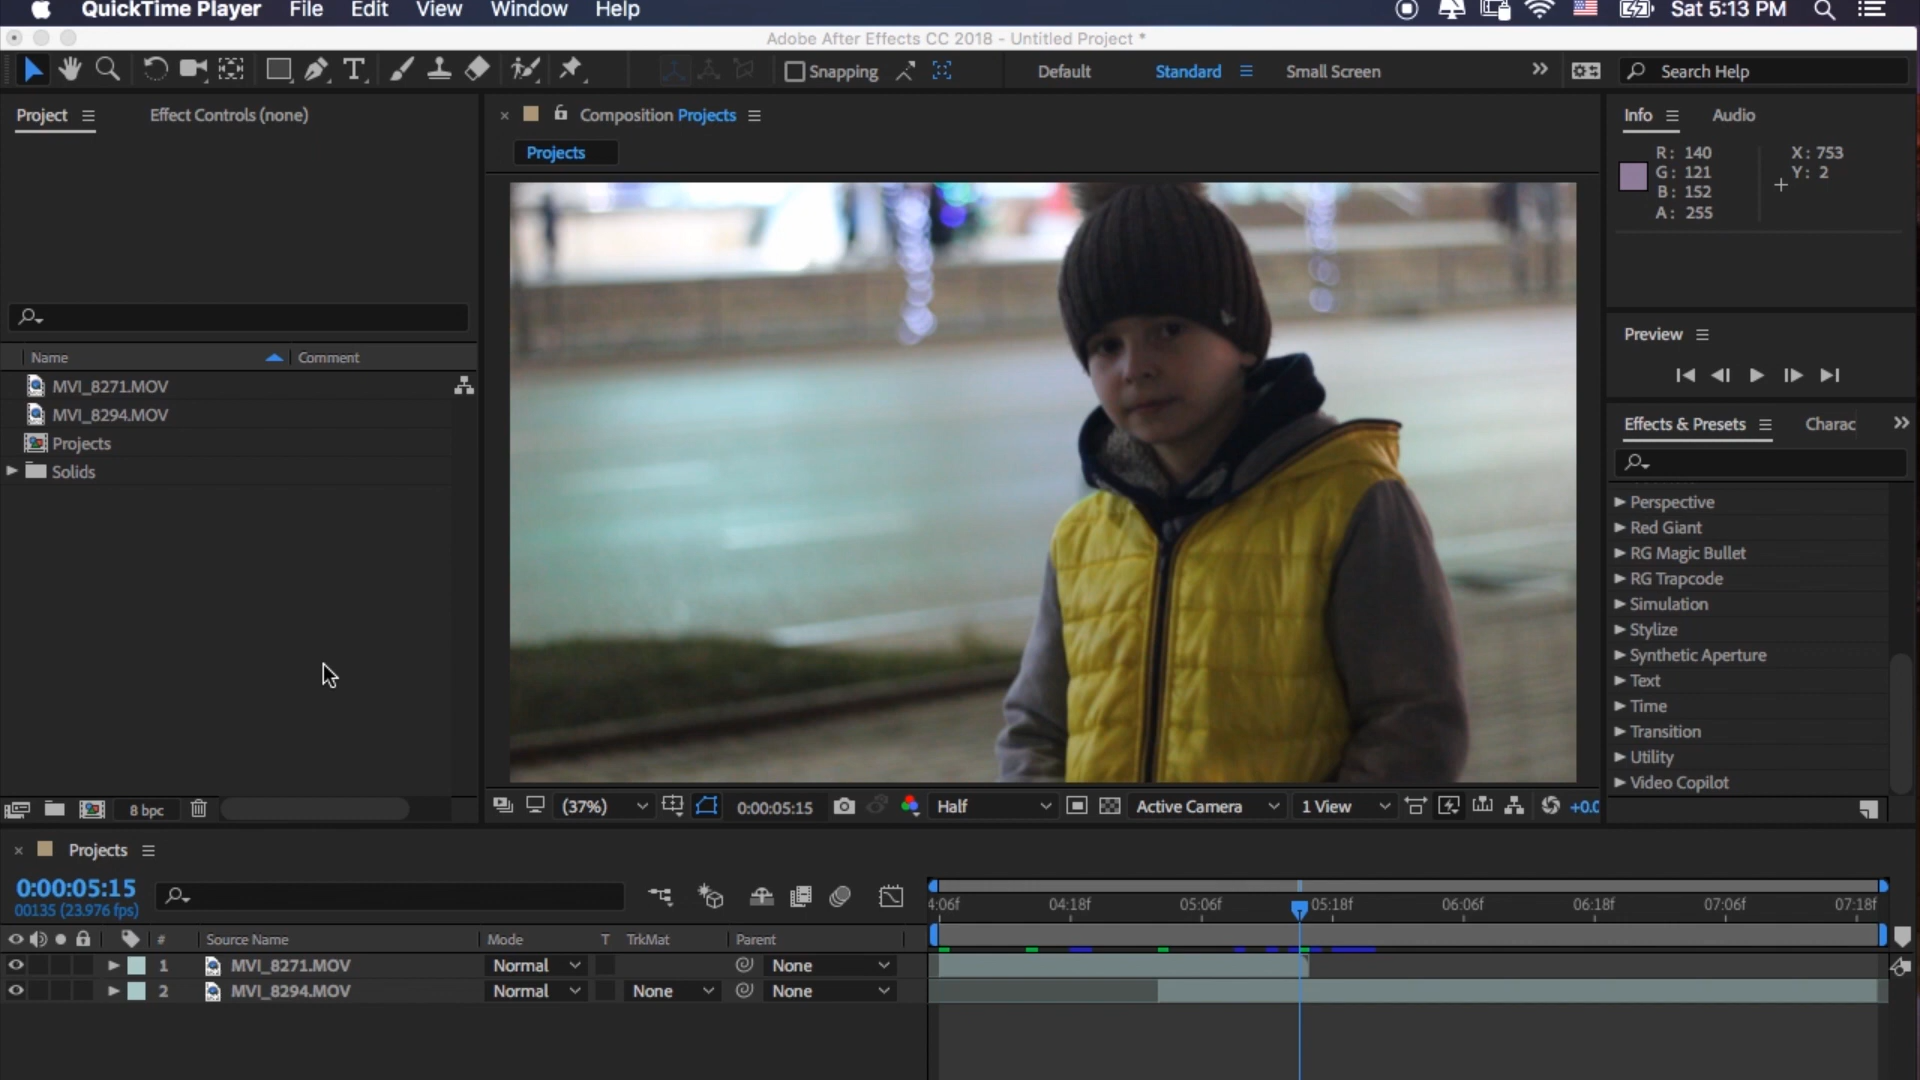 QuickTime Player File Edit View Window Help Sat 5:13 PM
Adobe After Effects CC 2018 - Untitled Project *
T Snapping Default Standard Small Screen Search Help
Project Effect Controls (none)
× Composition Projects
Projects
Info Audio
R: 140 X: 753
G: 121 Y: 2
B: 152
A: 255
Preview
Name Comment
MVI_8271.MOV
MVI_8294.MOV
Projects
Solids
Effects & Presets Charac
Perspective
Red Giant
RG Magic Bullet
RG Trapcode
Simulation
Stylize
Synthetic Aperture
Text
Time
Transition
Utility
Video Copilot
8 bpc
(37%) 0:00:05:15 Half Active Camera 1 View +0.0
× Projects
0:00:05:15
00135 (23.976 fps)
4:06f 04:18f 05:06f 05:18f 06:06f 06:18f 07:06f 07:18f
# Source Name Mode T TrkMat Parent
1 MVI_8271.MOV Normal None
2 MVI_8294.MOV Normal None None